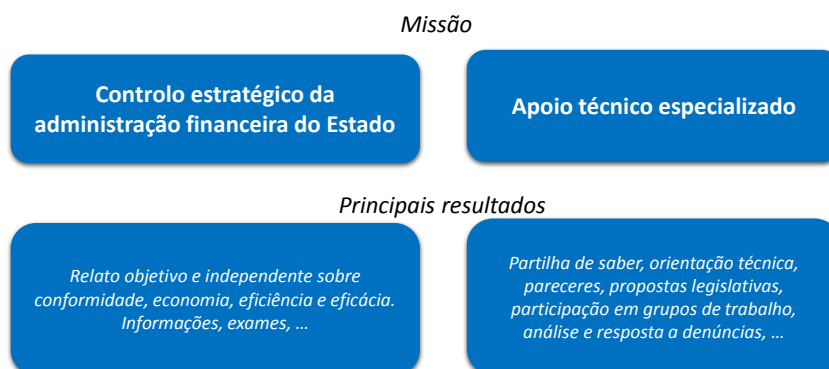 Missão
Controlo estratégico da
administração financeira do Estado
Apoio técnico especializado
Principais resultados
Relato objetivo e independente sobre
conformidade, economia, eficiência e eficácia.
Informações, exames, …
Partilha de saber, orientação técnica,
pareceres, propostas legislativas,
participação em grupos de trabalho,
análise e resposta a denúncias, …